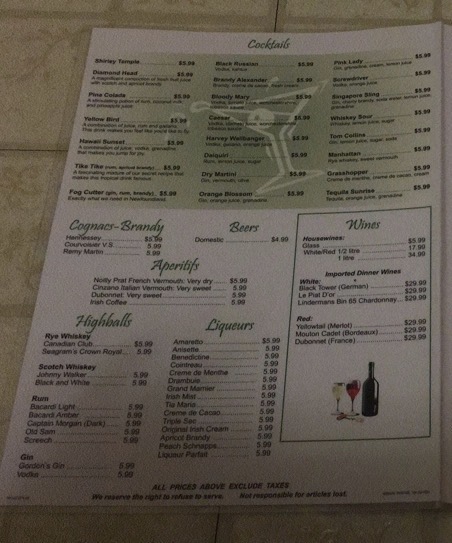 Cocktails
Shirley Temple $5.99
Diamond Head $5.99
A magnificent concoction of fresh fruit juice
with scotch and apricot brandy
Pina Colada $5.99
A stimulating potion of rum, coconut milk
and pineapple juice
Yellow Bird $5.99
A combination of juice, rum and galliano.
This drink makes you feel like you'd like to fly
Hawaii Sunset $5.99
A combination of juice, vodka, grenadine
that makes you jump for joy
Tike Tike (rum, apricot brandy) $5.99
A fascinating mixture of our secret recipe that
makes this tropical drink famous
Fog Cutter (gin, rum, brandy) $5.99
Exactly what we need in Newfoundland
Black Russian $5.99
Vodka, kahlua
Brandy Alexander $5.99
Brandy, creme de cacao, fresh cream
Bloody Mary $5.99
Caesar $5.99
Harvey Wallbanger $5.99
Vodka, galliano, orange juice
Daiquiri $5.99
Rum, lemon juice, sugar
Dry Martini $5.99
Gin, vermouth, olive
Orange Blossom $5.99
Gin, orange juice, grenadine
Pink Lady $5.99
Gin, grenadine, cream, lemon juice
Screwdriver $5.99
Vodka, orange juice
Singapore Sling $5.99
Gin, cherry brandy, soda water, lemon juice,
grenadine
Whiskey Sour $5.99
Whiskey, lemon juice
Tom Collins $5.99
Gin, lemon juice, sugar, soda
Manhattan $5.99
Rye whiskey, sweet vermouth
Grasshopper $5.99
Creme de menthe, creme de cacao, cream
Tequila Sunrise $5.99
Tequila, orange juice, grenadine
Cognacs-Brandy
Hennessey $5.99
Courvoisier V.S. 5.99
Remy Martin 5.99
Beers
Domestic $4.99
Aperitifs
Noilly Prat French Vermouth: Very dry $5.99
Cinzana Italian Vermouth: Very sweet 5.99
Dubonnet: Very sweet 5.99
Irish Coffee 5.99
Highballs
Rye Whiskey
Canadian Club $5.99
Seagram's Crown Royal 5.99
Scotch Whiskey
Johnny Walker $5.99
Black and White 5.99
Rum
Bacardi Light 5.99
Bacardi Amber 5.99
Captain Morgan (Dark) 5.99
Old Sam 5.99
Screech 5.99
Gin
Gordon's Gin 5.99
Vodka 5.99
Liqueurs
Amaretto $5.99
Anisette 5.99
Benedictine 5.99
Cointreau 5.99
Creme de Menthe 5.99
Drambuie 5.99
Grand Marnier 5.99
Irish Mist 5.99
Tia Maria 5.99
Creme de Cacao 5.99
Triple Sec 5.99
Original Irish Cream 5.99
Apricot Brandy 5.99
Peach Schnapps 5.99
Liqueur Parfait 5.99
Wines
Housewines:
Glass $5.99
White/Red 1/2 litre 17.99
1 litre 34.99
Imported Dinner Wines
White:
Black Tower (German) $29.99
Le Piat D'or $29.99
Lindermans Bin 65 Chardonnay $29.99
Red:
Yellowtail (Merlot) $29.99
Mouton Cadet (Bordeaux) $29.99
Dubonnet (France) $29.99
ALL PRICES ABOVE EXCLUDE TAXES
We reserve the right to refuse to serve. Not responsible for articles lost.